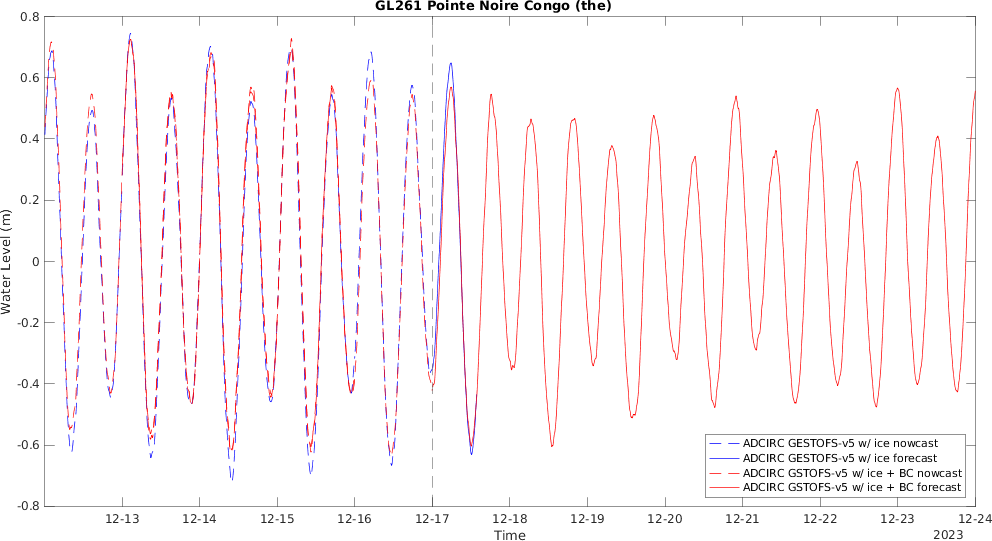 GL261 Pointe Noire Congo (the)
Water Level (m)
0.8
0.6
0.4
0.2
0
-0.2
-0.4
-0.6
-0.8
ADCIRC GESTOFS-v5 w/ ice nowcast
ADCIRC GESTOFS-v5 w/ ice forecast
ADCIRC GSTOFS-v5 w/ ice + BC nowcast
ADCIRC GSTOFS-v5 w/ ice + BC forecast
12-13 12-14 12-15 12-16 12-17 12-18 12-19 12-20 12-21 12-22 12-23 12-24
Time
2023